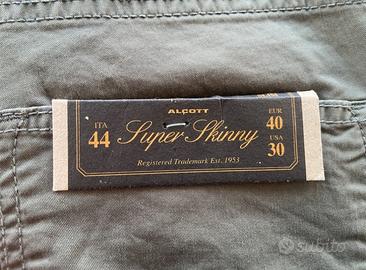 ALCOTT
ITA
44
Super Skinny
EUR
40
USA
30
Registered Trademark Est. 1953
subito